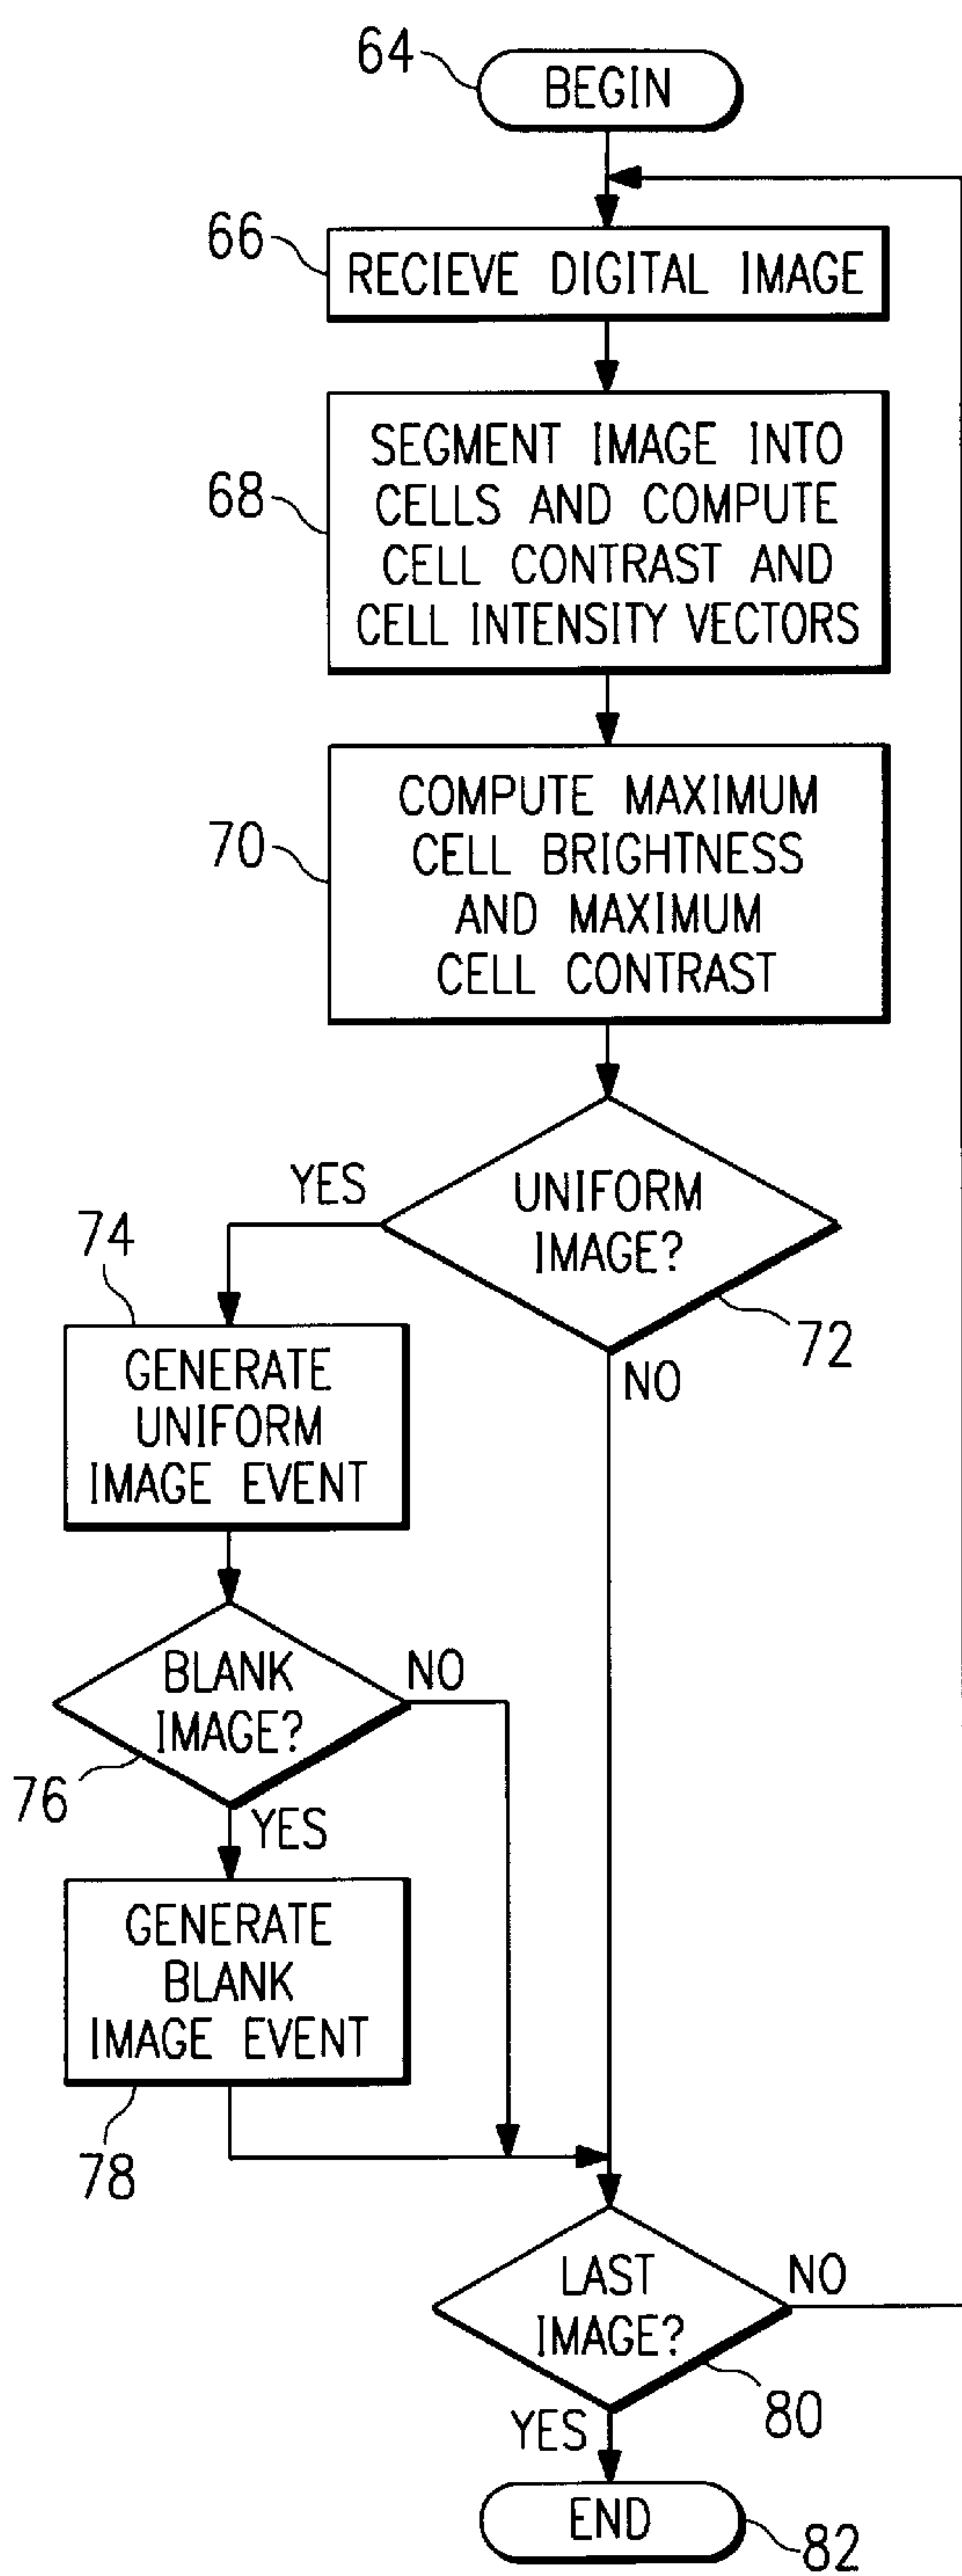 64
BEGIN
66
RECIEVE DIGITAL IMAGE
68
SEGMENT IMAGE INTO
CELLS AND COMPUTE
CELL CONTRAST AND
CELL INTENSITY VECTORS
70
COMPUTE MAXIMUM
CELL BRIGHTNESS
AND MAXIMUM
CELL CONTRAST
YES
UNIFORM
IMAGE?
72
NO
74
GENERATE
UNIFORM
IMAGE EVENT
BLANK
IMAGE?
NO
76
YES
GENERATE
BLANK
IMAGE EVENT
78
LAST
IMAGE?
NO
80
YES
END
82